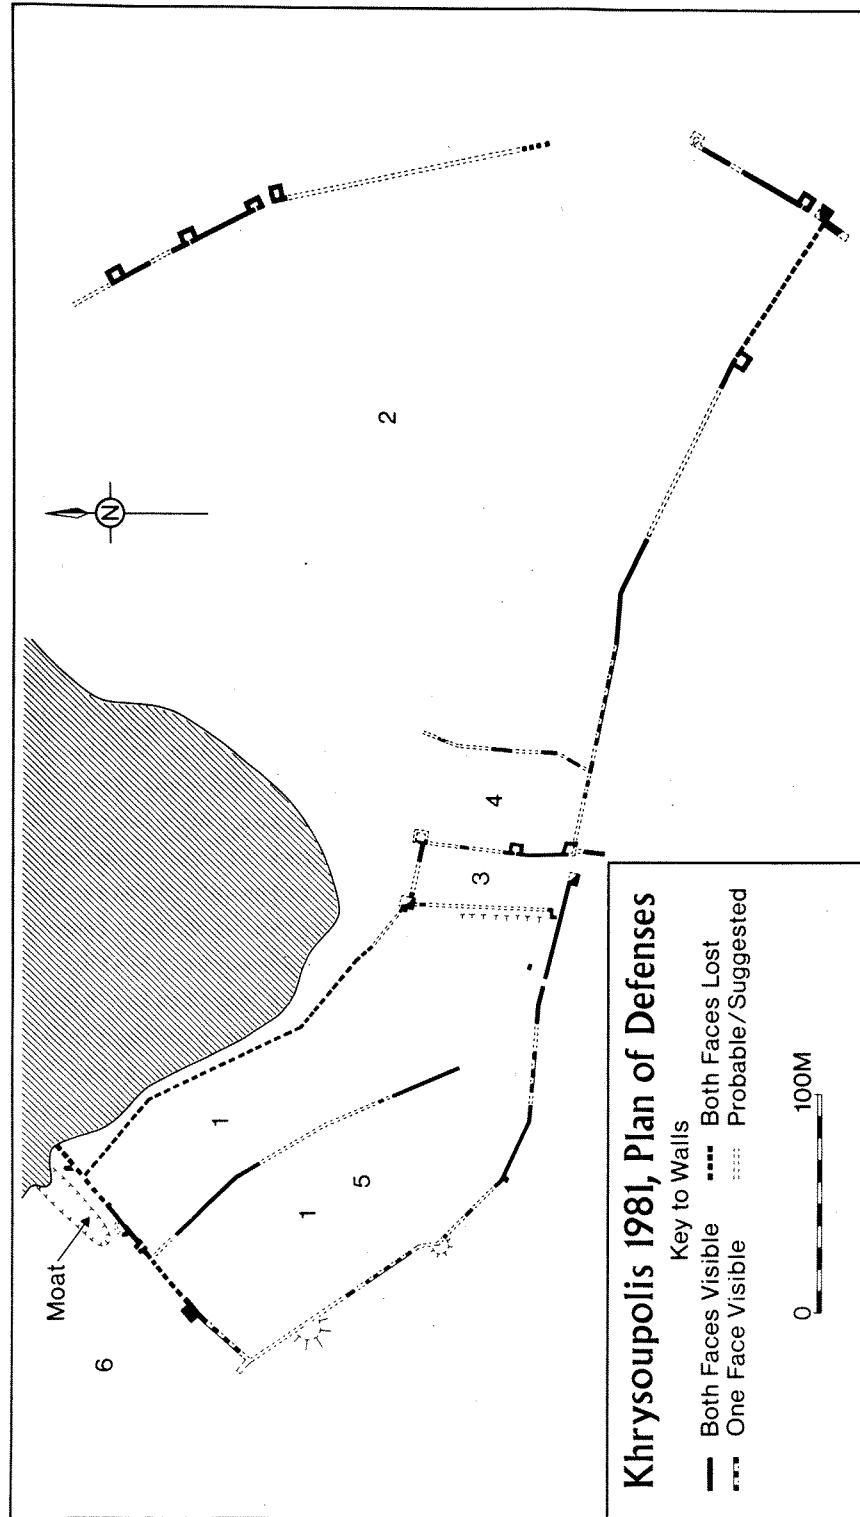 2
N
4
3
1
5
1
Moat
6
Khrysoupolis 1981, Plan of Defenses
Key to Walls
Both Faces Visible
Both Faces Lost
One Face Visible
Probable/Suggested
0
100M